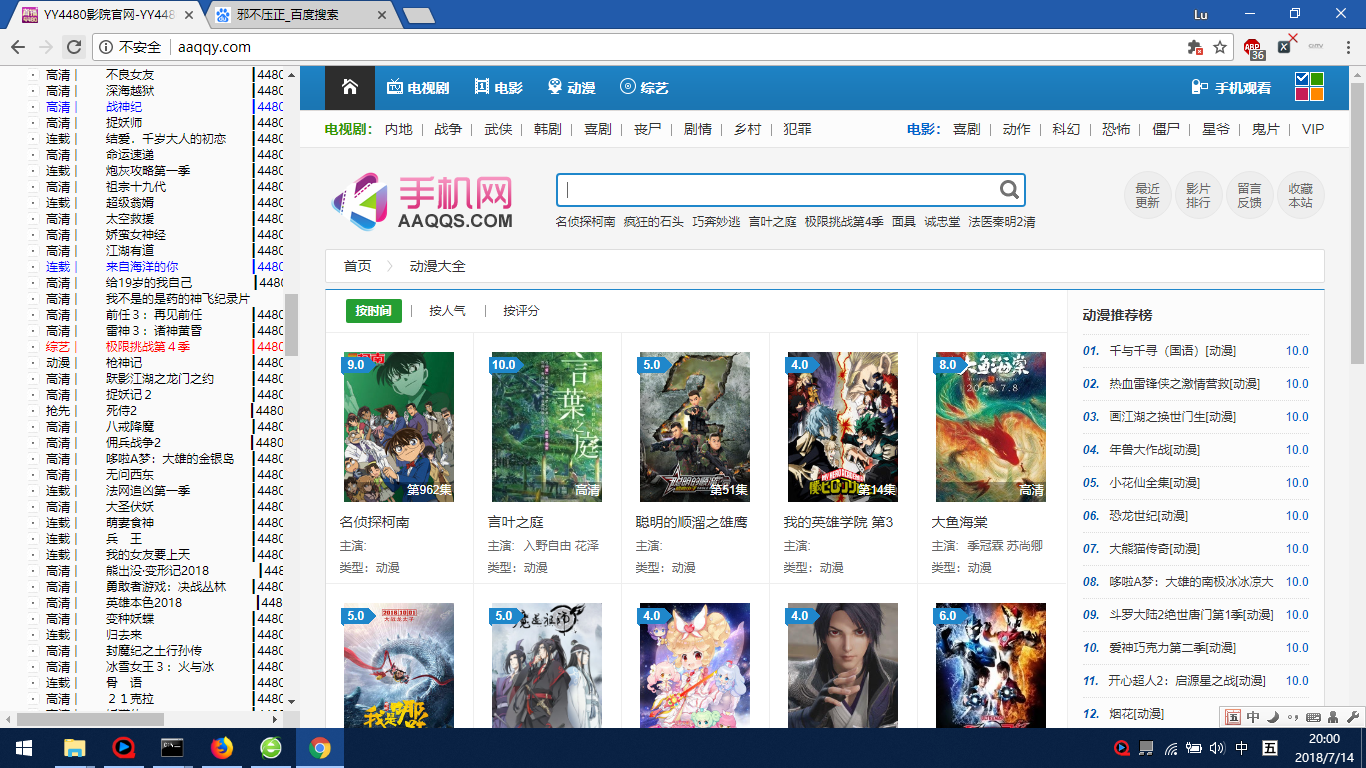 YY4480影院官网-YY448
邪不压正_百度搜索
Lu
不安全 aaqqy.com
36
高清 不良女友 4480
高清 深海越狱 4480
高清 战神纪 4480
高清 捉妖师 4480
连载 结爱．千岁大人的初恋 4480
高清 命运速递 4480
连载 炮灰攻略第一季 4480
高清 祖宗十九代 4480
连载 超级翁婿 4480
高清 太空救援 4480
连载 娇蛮女神经 4480
高清 江湖有道 4480
连载 来自海洋的你 4480
高清 给19岁的我自己 4480
高清 我不是的是药的神飞纪录片
高清 前任３：再见前任 4480
高清 雷神３：诸神黄昏 4480
综艺 极限挑战第４季 4480
动漫 枪神记 4480
高清 跃影江湖之龙门之约 4480
高清 捉妖记２ 4480
抢先 死侍2 4480
高清 八戒降魔 4480
高清 佣兵战争2 4480
高清 哆啦A梦：大雄的金银岛 4480
高清 无问西东 4480
连载 法网追凶第一季 4480
高清 大圣伏妖 4480
连载 萌妻食神 4480
连载 兵　王 4480
连载 我的女友要上天 4480
高清 熊出没·变形记2018 448
高清 勇敢者游戏：决战丛林 4480
高清 英雄本色2018 448
高清 变种妖蝶 4480
连载 归去来 4480
高清 封魔纪之土行孙传 4480
高清 冰雪女王３：火与冰 4480
连载 骨　语 4480
高清 ２１克拉 4480
电视剧 电影 动漫 综艺 手机观看
电视剧： 内地 | 战争 | 武侠 | 韩剧 | 喜剧 | 丧尸 | 剧情 | 乡村 | 犯罪
电影： 喜剧 | 动作 | 科幻 | 恐怖 | 僵尸 | 星爷 | 鬼片 | VIP
手机网
AAQQS.COM
名侦探柯南 疯狂的石头 巧奔妙逃 言叶之庭 极限挑战第4季 面具 诚忠堂 法医秦明2清
最近更新 影片排行 留言反馈 收藏本站
首页 动漫大全
按时间 | 按人气 | 按评分
9.0
第962集
名侦探柯南
主演:
类型：动漫
10.0
言葉之庭
高清
言叶之庭
主演: 入野自由 花泽
类型：动漫
5.0
第51集
聪明的顺溜之雄鹰
主演:
类型：动漫
4.0
第14集
我的英雄学院 第3
主演:
类型：动漫
8.0
大鱼海棠
2016.7.8
高清
大鱼海棠
主演: 季冠霖 苏尚卿
类型：动漫
5.0
5.0
魔道祖师
4.0
4.0
6.0
动漫推荐榜
01. 千与千寻（国语）[动漫] 10.0
02. 热血雷锋侠之激情营救[动漫] 10.0
03. 画江湖之换世门生[动漫] 10.0
04. 年兽大作战[动漫] 10.0
05. 小花仙全集[动漫] 10.0
06. 恐龙世纪[动漫] 10.0
07. 大熊猫传奇[动漫] 10.0
08. 哆啦A梦：大雄的南极冰冰凉大 10.0
09. 斗罗大陆2绝世唐门第1季[动漫] 10.0
10. 爱神巧克力第二季[动漫] 10.0
11. 开心超人2：启源星之战[动漫] 10.0
12. 烟花[动漫]
五 中
中 五
20:00
2018/7/14